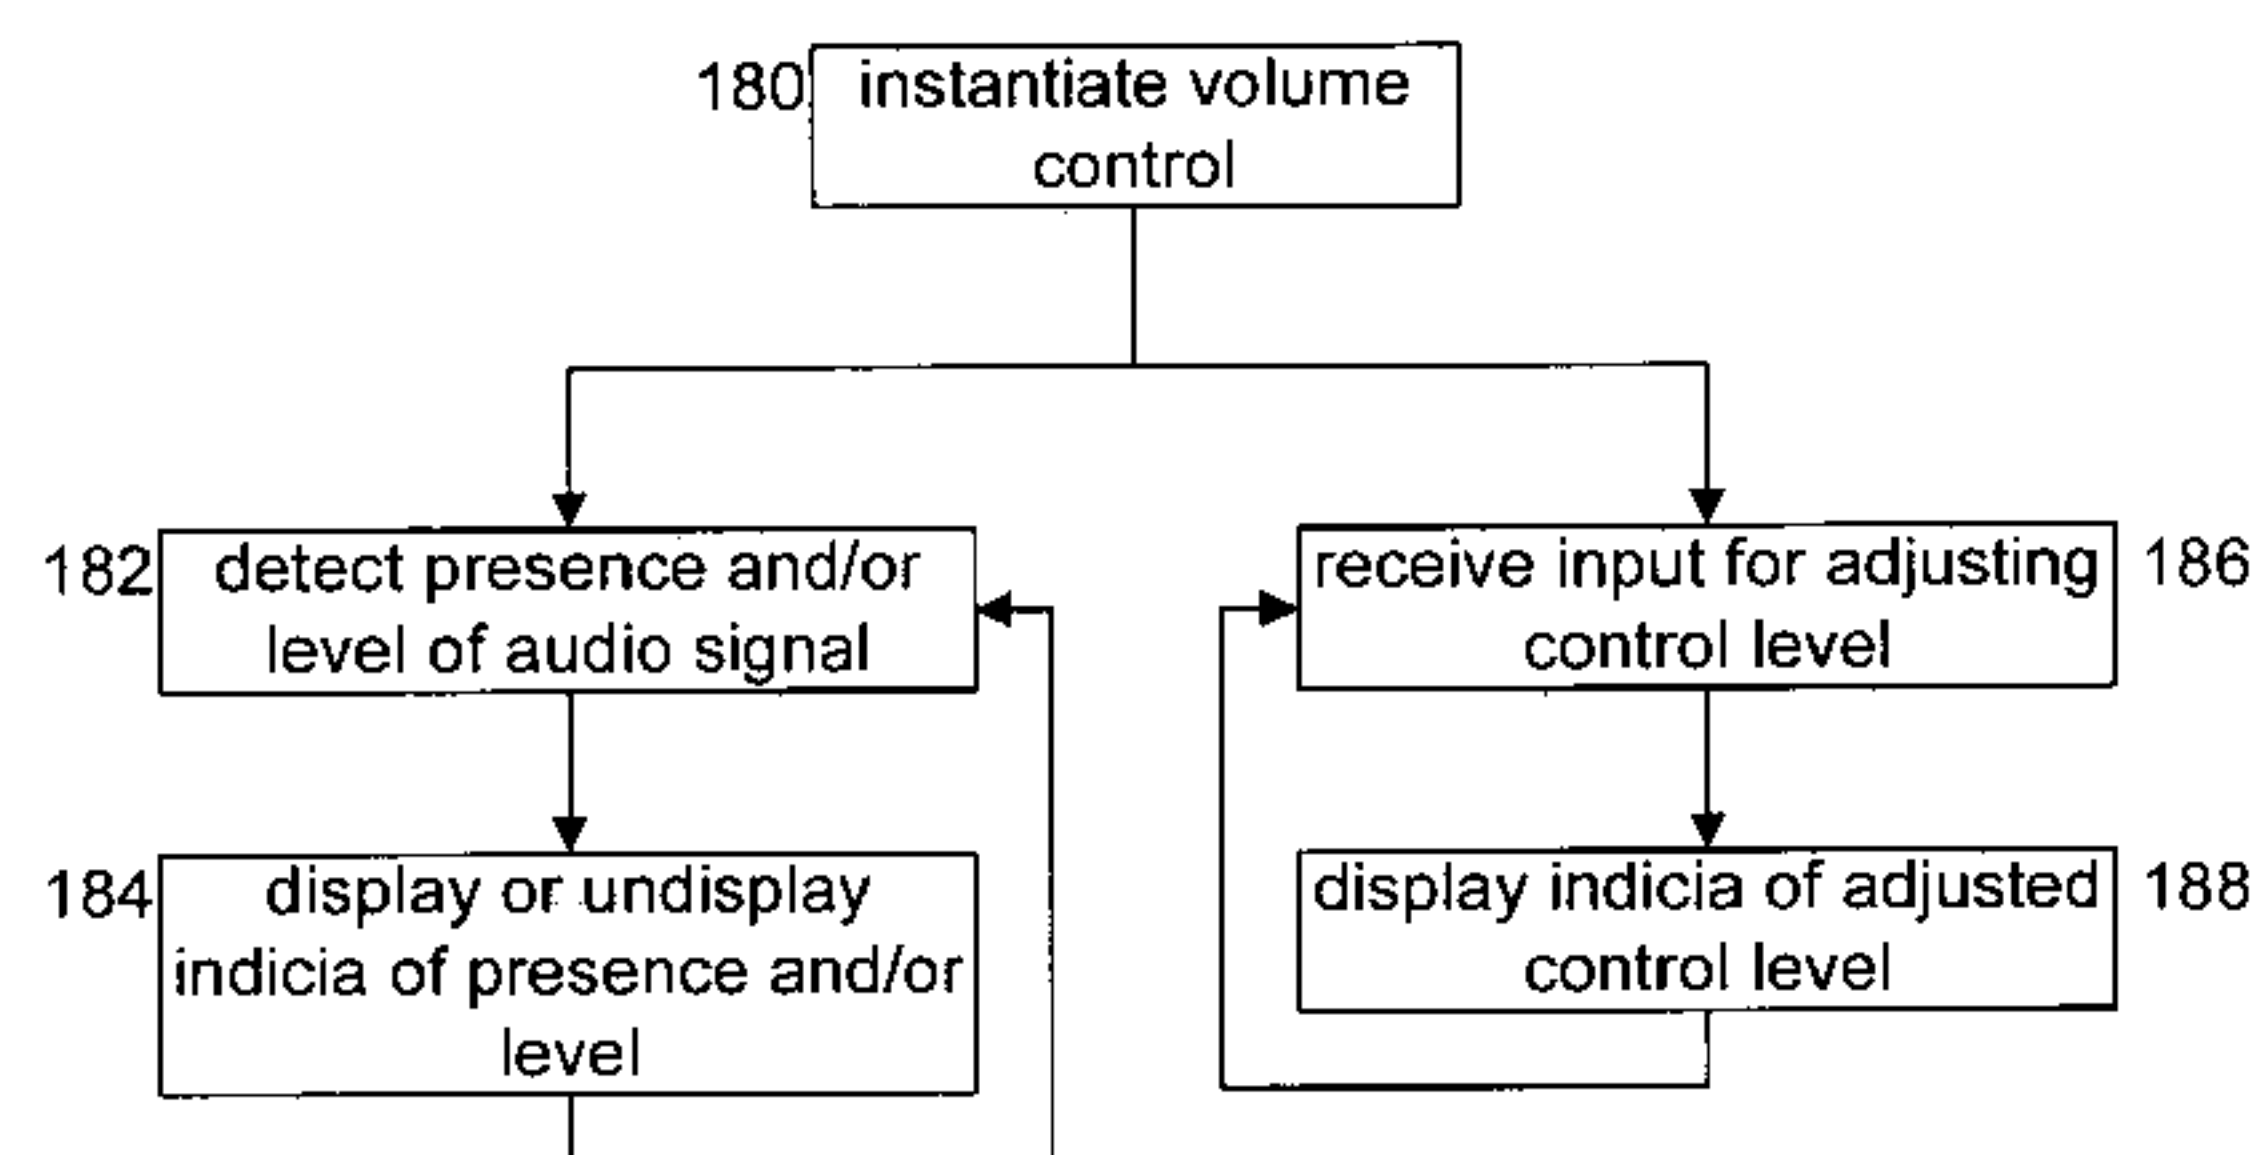 180
instantiate volume
control
182
detect presence and/or
level of audio signal
receive input for adjusting
control level
186
184
display or undisplay
indicia of presence and/or
level
display indicia of adjusted
control level
188